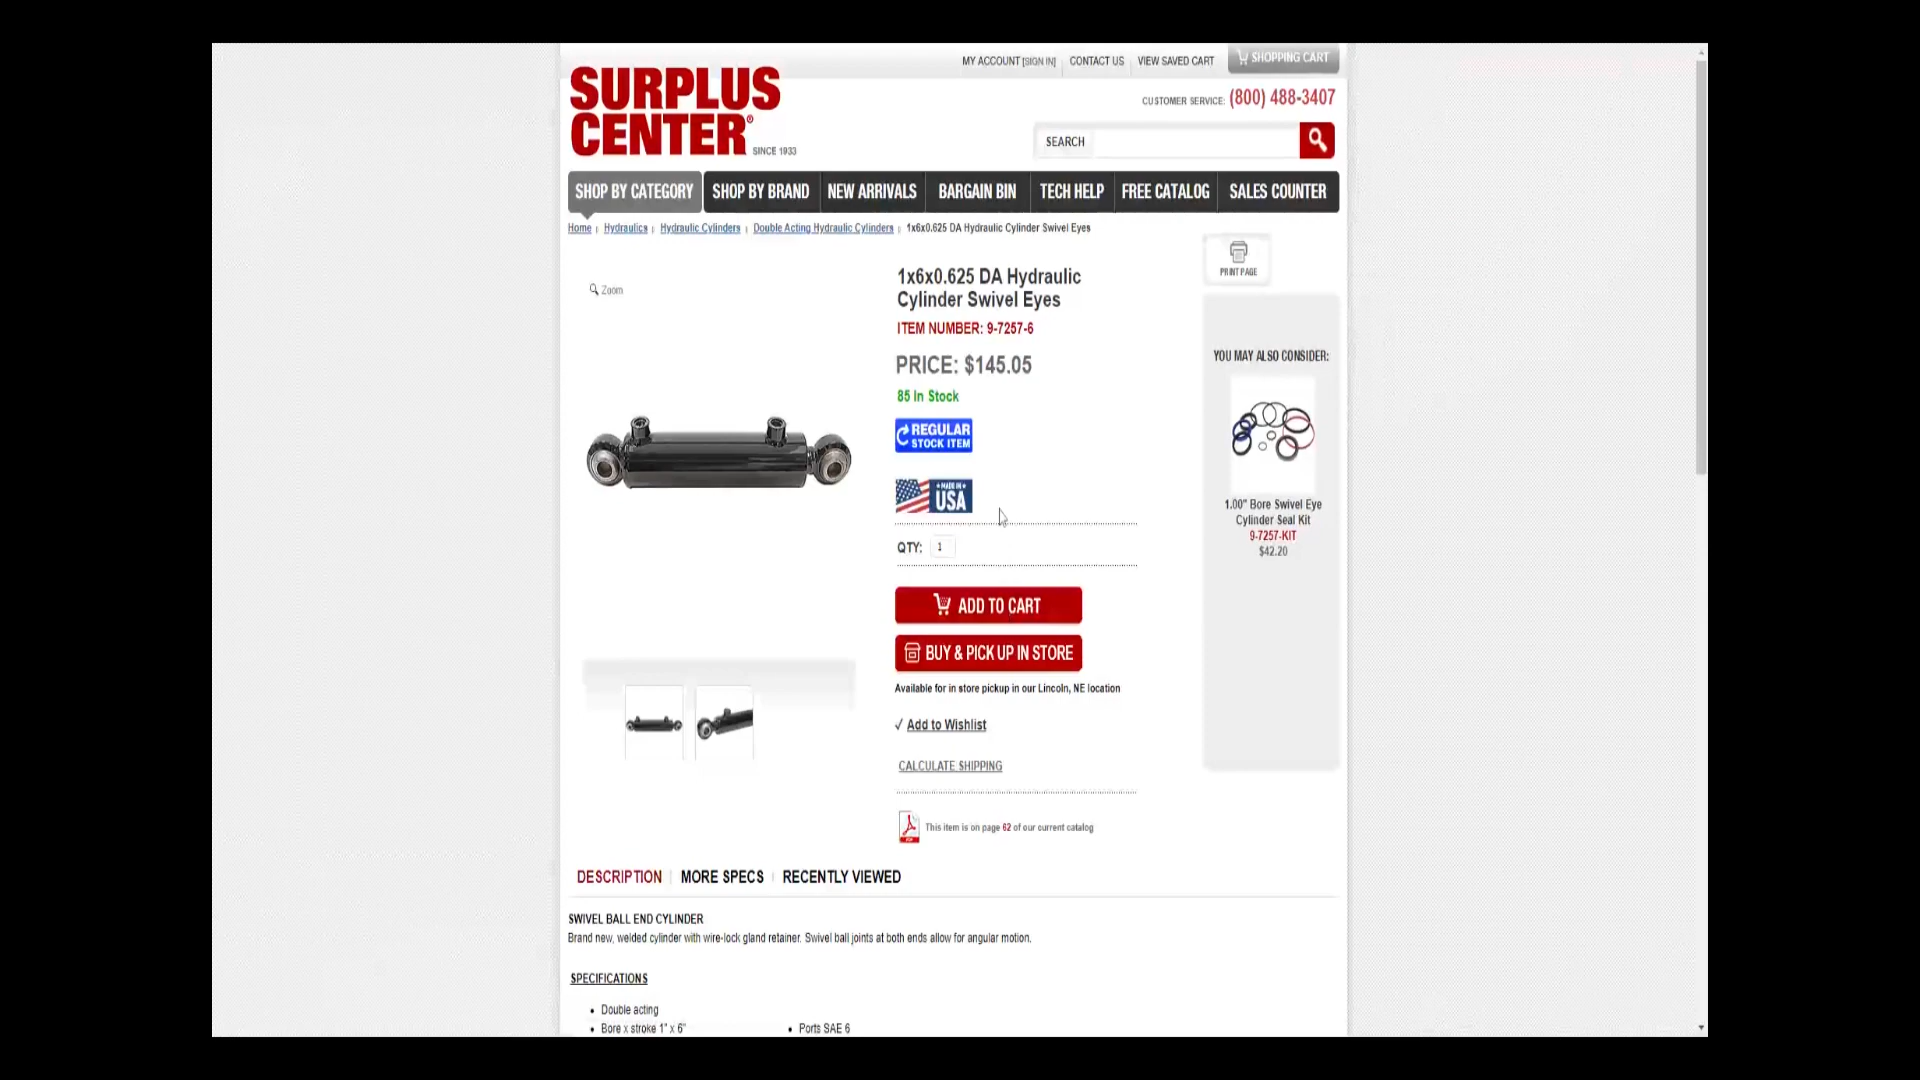 MY ACCOUNT [SIGN IN] CONTACT US VIEW SAVED CART SHOPPING CART
SURPLUS
CENTER®
SINCE 1933
CUSTOMER SERVICE: (800) 488-3407
SEARCH
SHOP BY CATEGORY SHOP BY BRAND NEW ARRIVALS BARGAIN BIN TECH HELP FREE CATALOG SALES COUNTER
Home | Hydraulics | Hydraulic Cylinders | Double Acting Hydraulic Cylinders | 1x6x0.625 DA Hydraulic Cylinder Swivel Eyes
PRINT PAGE
Zoom
1x6x0.625 DA Hydraulic
Cylinder Swivel Eyes
ITEM NUMBER: 9-7257-6
PRICE: $145.05
85 In Stock
REGULAR
STOCK ITEM
MADE IN
USA
QTY: 1
ADD TO CART
BUY & PICK UP IN STORE
Available for in store pickup in our Lincoln, NE location
✓ Add to Wishlist
CALCULATE SHIPPING
This item is on page 62 of our current catalog
YOU MAY ALSO CONSIDER:
1.00" Bore Swivel Eye
Cylinder Seal Kit
9-7257-KIT
$42.20
DESCRIPTION | MORE SPECS | RECENTLY VIEWED
SWIVEL BALL END CYLINDER
Brand new, welded cylinder with wire-lock gland retainer. Swivel ball joints at both ends allow for angular motion.
SPECIFICATIONS
• Double acting
• Bore x stroke 1" x 6"
• Ports SAE 6